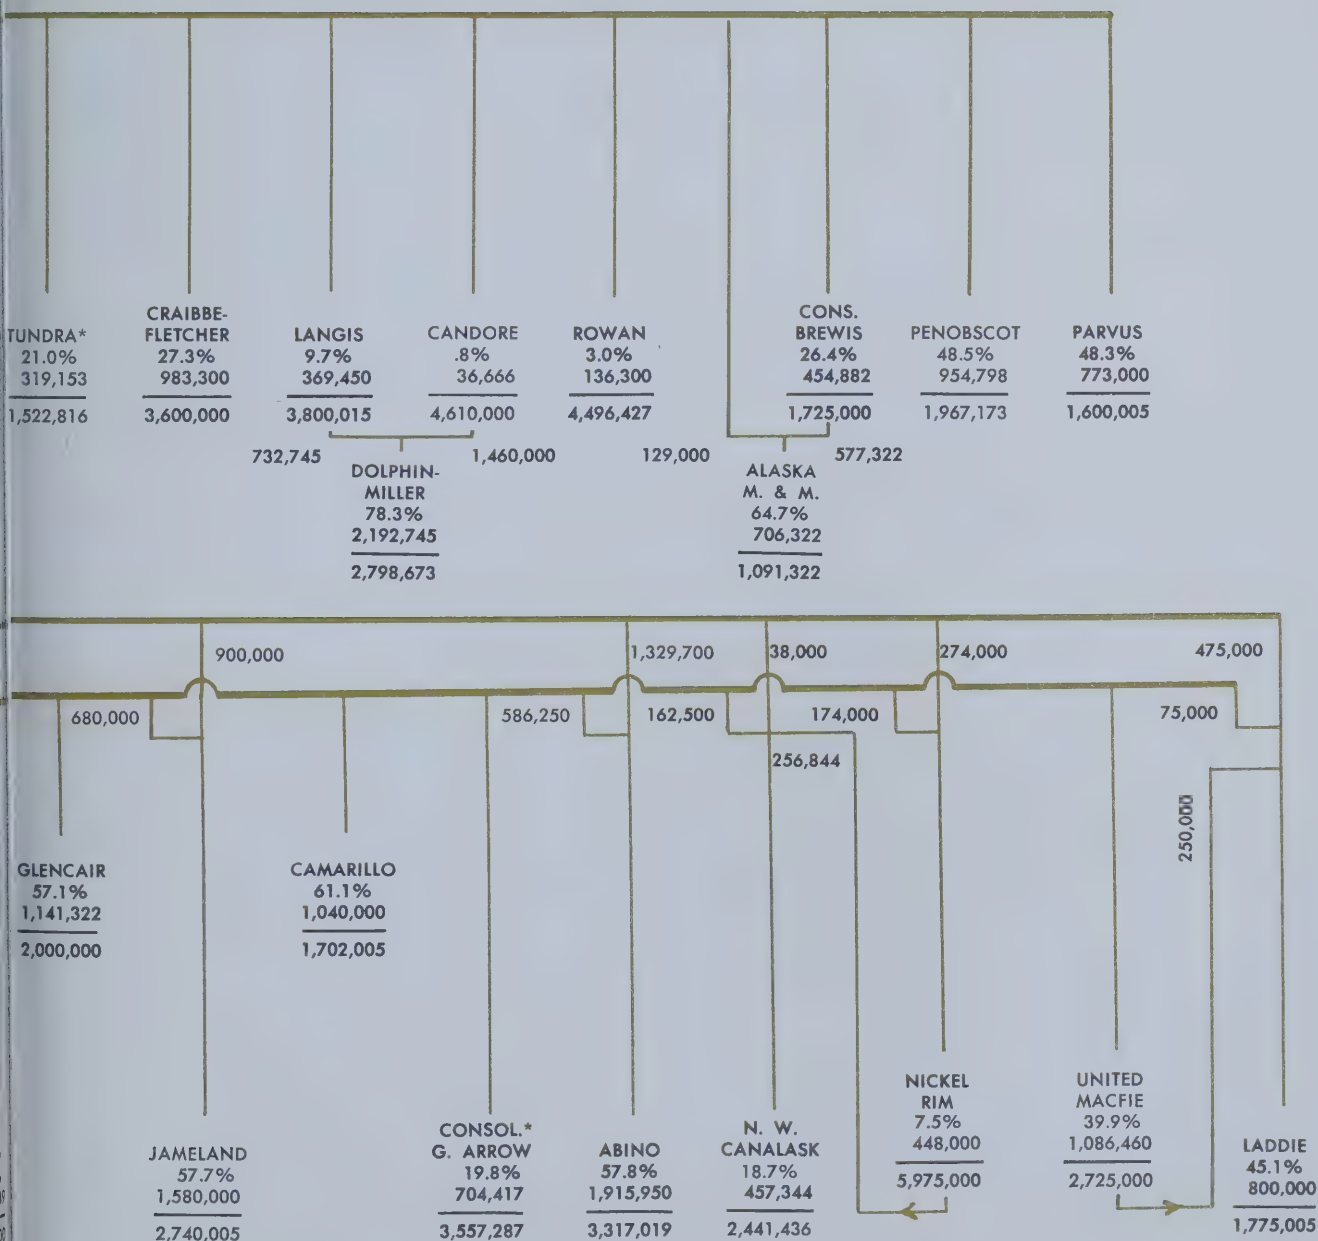 TUNDRA*
21.0%
319,153
1,522,816
CRAIBBE-
FLETCHER
27.3%
983,300
3,600,000
LANGIS
9.7%
369,450
3,800,015
CANDORE
.8%
36,666
4,610,000
ROWAN
3.0%
136,300
4,496,427
CONS.
BREWIS
26.4%
454,882
1,725,000
PENOBSCOT
48.5%
954,798
1,967,173
PARVUS
48.3%
773,000
1,600,005
732,745
1,460,000
DOLPHIN-
MILLER
78.3%
2,192,745
2,798,673
129,000
577,322
ALASKA
M. & M.
64.7%
706,322
1,091,322
900,000
1,329,700
38,000
274,000
475,000
680,000
586,250
162,500
174,000
75,000
256,844
250,000
GLENCAIR
57.1%
1,141,322
2,000,000
CAMARILLO
61.1%
1,040,000
1,702,005
JAMELAND
57.7%
1,580,000
2,740,005
CONSOL.*
G. ARROW
19.8%
704,417
3,557,287
ABINO
57.8%
1,915,950
3,317,019
N. W.
CANALASK
18.7%
457,344
2,441,436
NICKEL
RIM
7.5%
448,000
5,975,000
UNITED
MACFIE
39.9%
1,086,460
2,725,000
LADDIE
45.1%
800,000
1,775,005